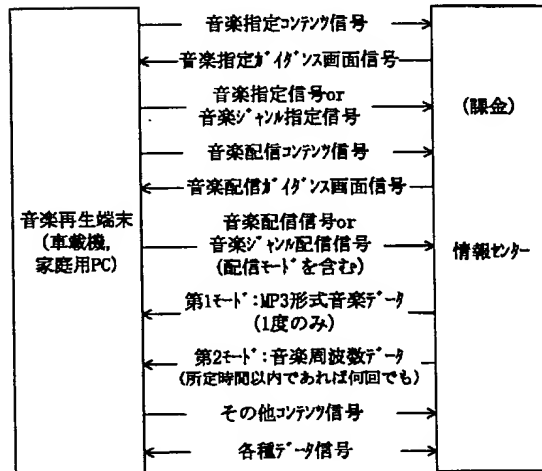 音楽指定ｺﾝﾃﾝﾂ信号
音楽指定ｶﾞｲﾀﾞﾝｽ画面信号
音楽指定信号or
音楽ｼﾞｬﾝﾙ指定信号
(課金)
音楽配信ｺﾝﾃﾝﾂ信号
音楽配信ｶﾞｲﾀﾞﾝｽ画面信号
音楽再生端末
(車載機,
家庭用PC)
音楽配信信号or
音楽ｼﾞｬﾝﾙ配信信号
(配信ﾓｰﾄﾞを含む)
情報ｾﾝﾀｰ
第1ﾓｰﾄﾞ:MP3形式音楽ﾃﾞｰﾀ
(1度のみ)
第2ﾓｰﾄﾞ:音楽周波数ﾃﾞｰﾀ
(所定時間以内であれば何回でも)
その他ｺﾝﾃﾝﾂ信号
各種ﾃﾞｰﾀ信号